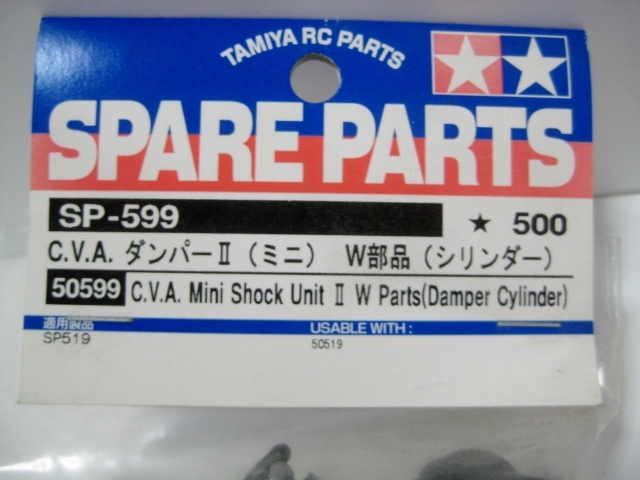 TAMIYA RC PARTS
SPARE PARTS
SP-599
★ 500
C.V.A. ダンパーⅡ（ミニ） W部品（シリンダー）
50599 C.V.A. Mini Shock Unit Ⅱ W Parts(Damper Cylinder)
適用製品 USABLE WITH:
SP519 50519